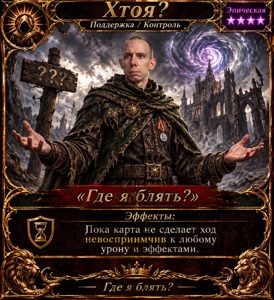 Хтоя?
Поддержка / Контроль
Эпическая
«Где я блять?»
Эффекты:
Пока карта не сделает ход
невосприимчив к любому
урону и эффектами.
Где я блять?